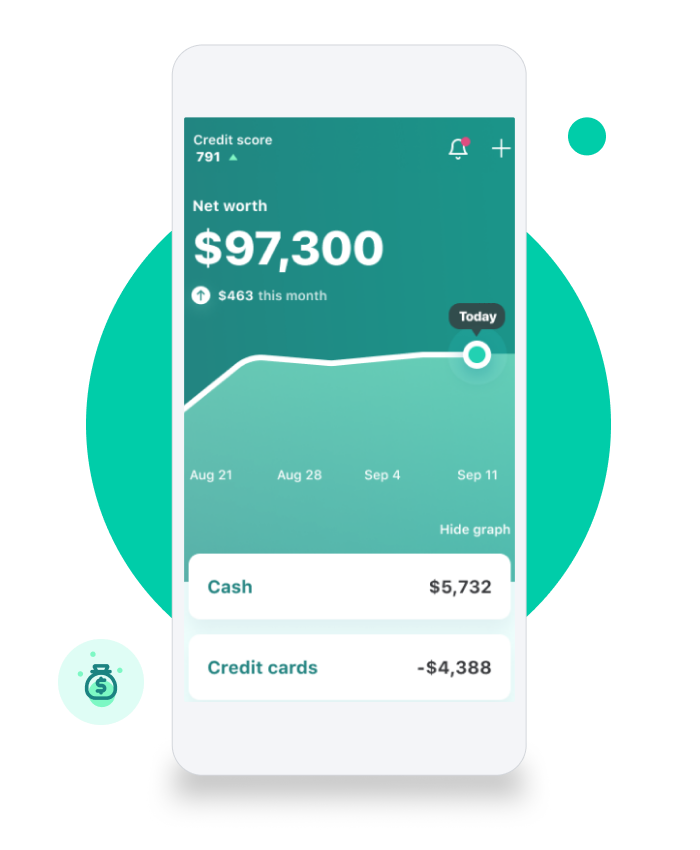 Credit score
791
Net worth
$97,300
$463 this month
Today
Aug 21 Aug 28 Sep 4 Sep 11
Hide graph
Cash $5,732
Credit cards -$4,388
$